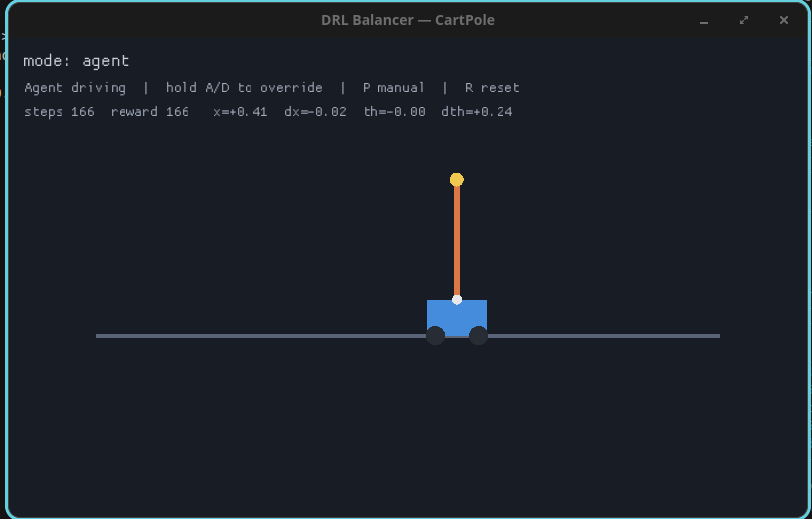 DRL Balancer — CartPole
mode: agent
Agent driving | hold A/D to override | P manual | R reset
steps 166 reward 166 x=+0.41 dx=-0.02 th=-0.00 dth=+0.24